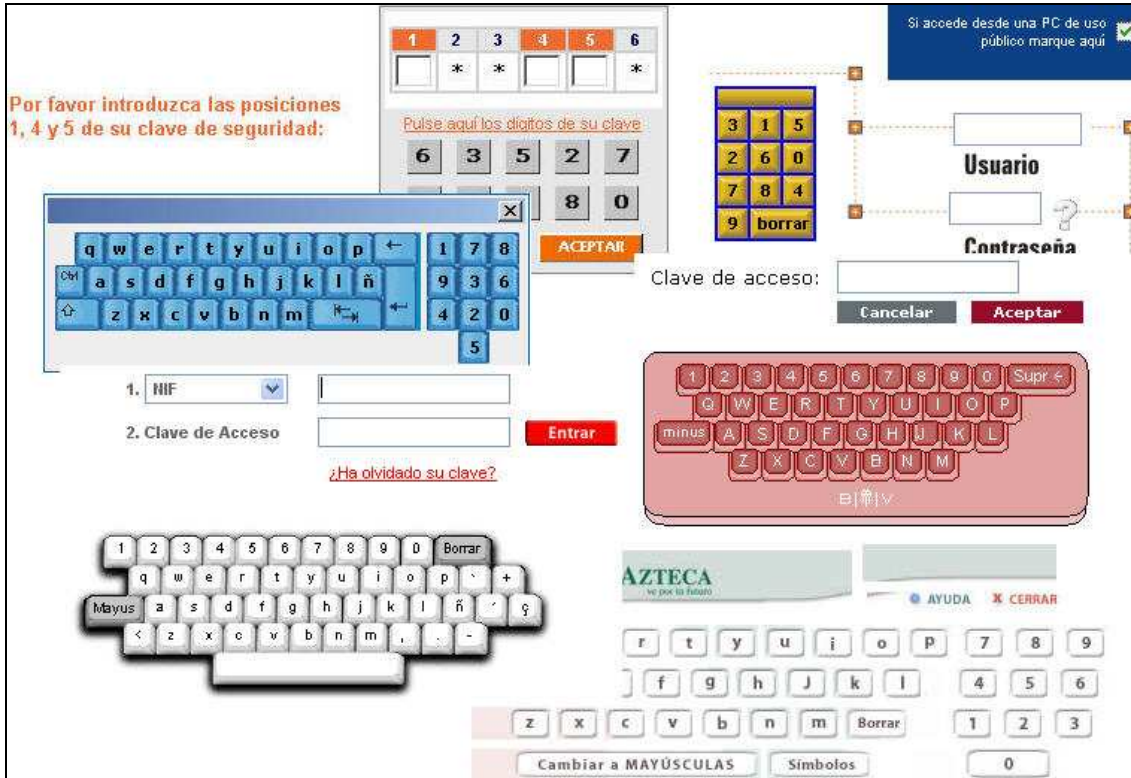 Si accede desde una PC de uso
público marque aquí
1 2 3 4 5 6
* * *
Por favor introduzca las posiciones
1, 4 y 5 de su clave de seguridad:
Pulse aquí los dígitos de su clave
6 3 5 2 7
8 0
ACEPTAR
3 1 5
2 6 0
7 8 4
9 borrar
Usuario
Contraseña
q w e r t y u i o p ← 1 7 8
Ctrl a s d f g h j k l ñ 9 3 6
z x c v b n m 4 2 0
5
Clave de acceso:
Cancelar Aceptar
1. NIF
2. Clave de Acceso Entrar
¿Ha olvidado su clave?
1 2 3 4 5 6 7 8 9 0 Supr ←
Q W E R T Y U I O P
minus A S D F G H J K L
Z X C V B N M
B V
1 2 3 4 5 6 7 8 9 0 Borrar
q w e r t y u i o p ` +
Mayus a s d f g h j k l ñ ´ ç
< z x c v b n m , . -
AZTECA
ve por tu futuro
AYUDA X CERRAR
r t y u i o p 7 8 9
f g h J k l 4 5 6
z x c v b n m Borrar 1 2 3
Cambiar a MAYÚSCULAS Símbolos 0